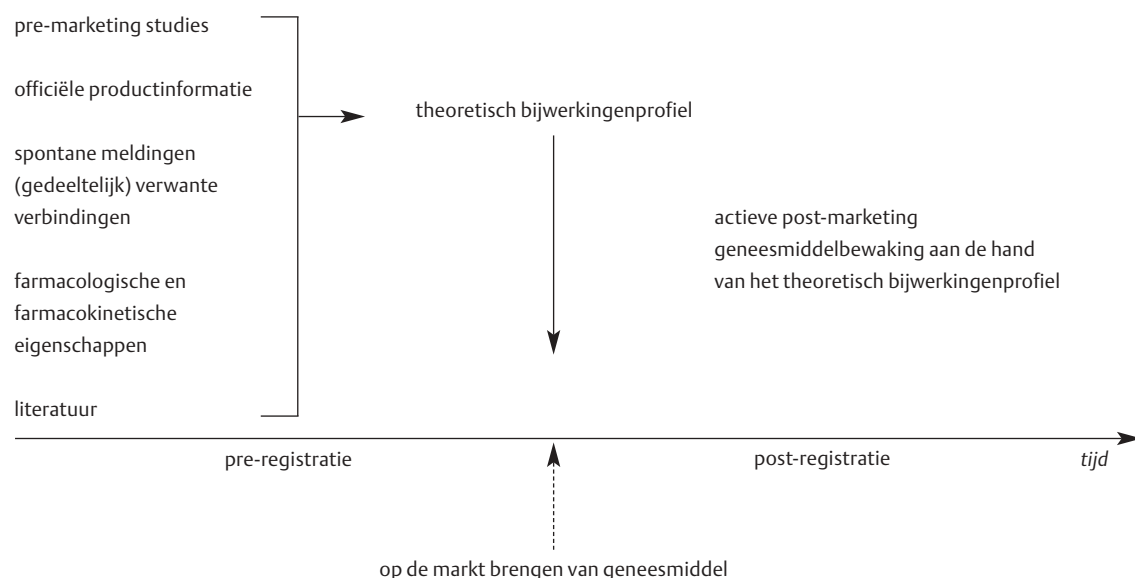 pre-marketing studies
officiële productinformatie
spontane meldingen
(gedeeltelijk) verwante
verbindingen
farmacologische en
farmacokinetische
eigenschappen
literatuur
theoretisch bijwerkingenprofiel
actieve post-marketing
geneesmiddelbewaking aan de hand
van het theoretisch bijwerkingenprofiel
pre-registratie
post-registratie
tijd
op de markt brengen van geneesmiddel